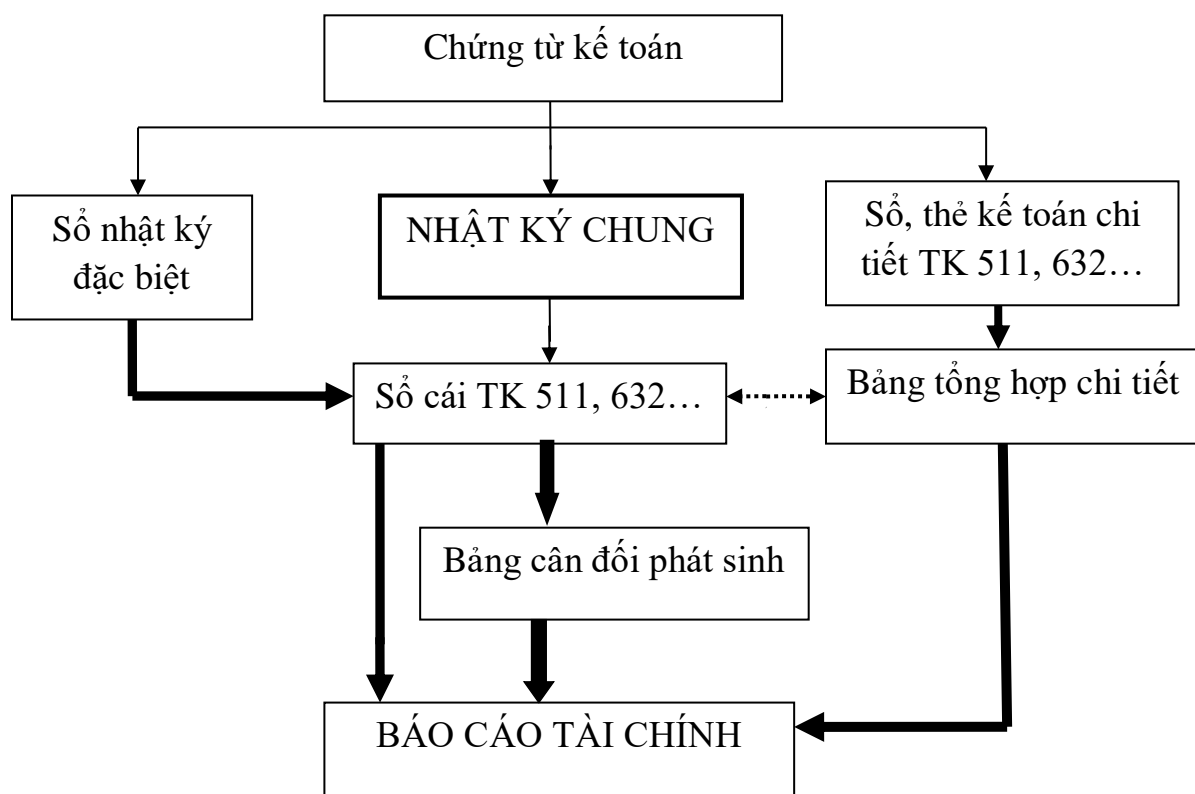 Chứng từ kế toán
Sổ nhật ký
đặc biệt
NHẬT KÝ CHUNG
Sổ, thẻ kế toán chi
tiết TK 511, 632…
Sổ cái TK 511, 632…
Bảng tổng hợp chi tiết
Bảng cân đối phát sinh
BÁO CÁO TÀI CHÍNH